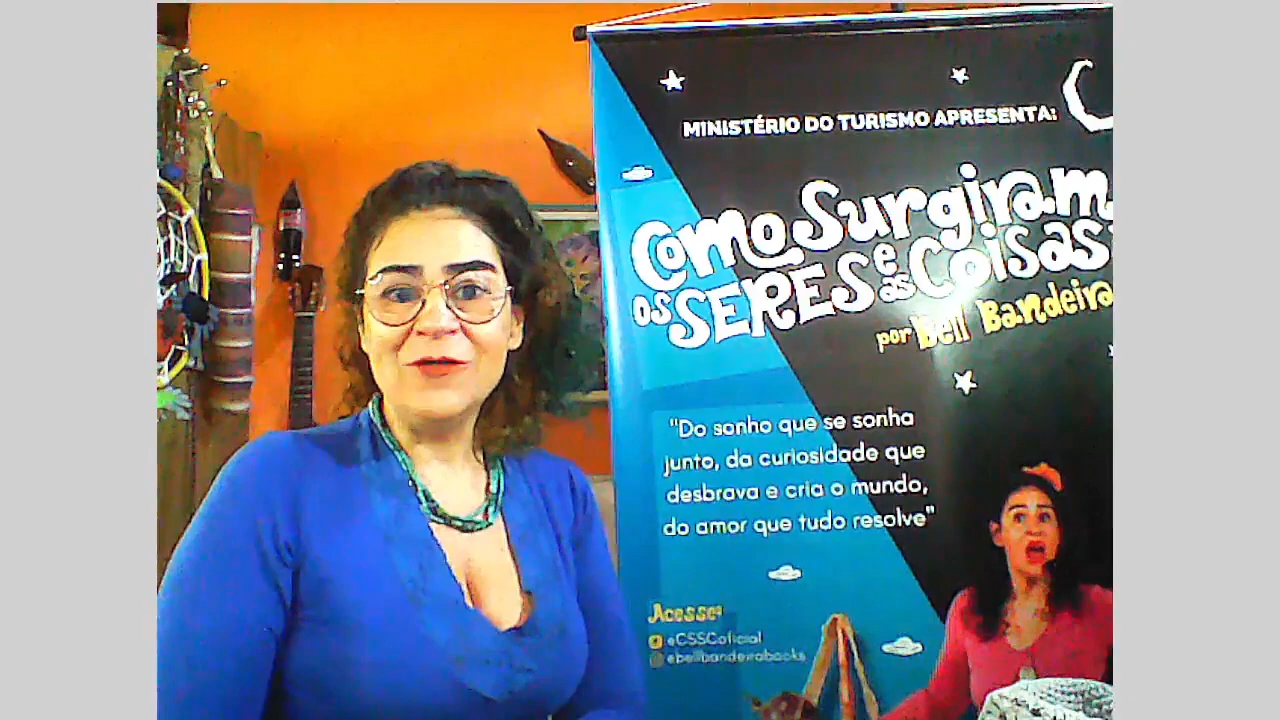 MINISTÉRIO DO TURISMO APRESENTA:
Como Surgiram
os SERES e as Coisas
por Bell Bandeira
"Do sonho que se sonha
junto, da curiosidade que
desbrava e cria o mundo,
do amor que tudo resolve"
Acesse:
@CSSCoficial
@bellbandeirabooks